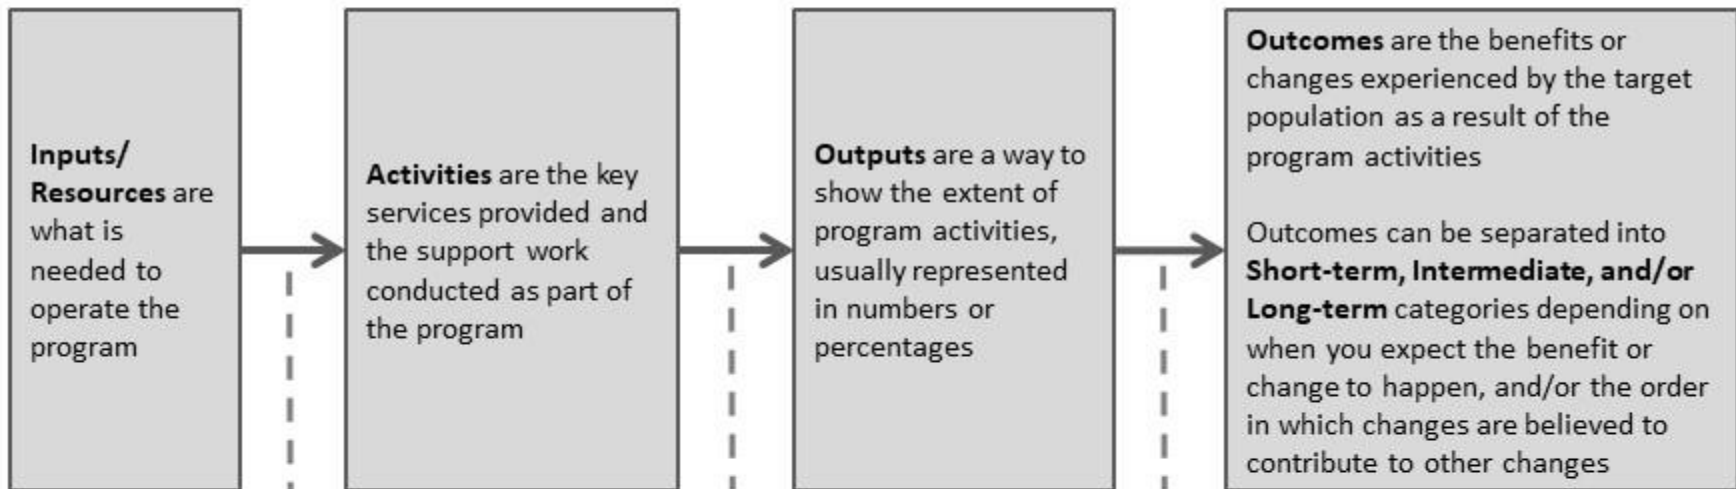 Inputs/
Resources are
what is
needed to
operate the
program
Activities are the key
services provided and
the support work
conducted as part of
the program
Outputs are a way to
show the extent of
program activities,
usually represented
in numbers or
percentages
Outcomes are the benefits or
changes experienced by the target
population as a result of the
program activities
Outcomes can be separated into
Short-term, Intermediate, and/or
Long-term categories depending on
when you expect the benefit or
change to happen, and/or the order
in which changes are believed to
contribute to other changes